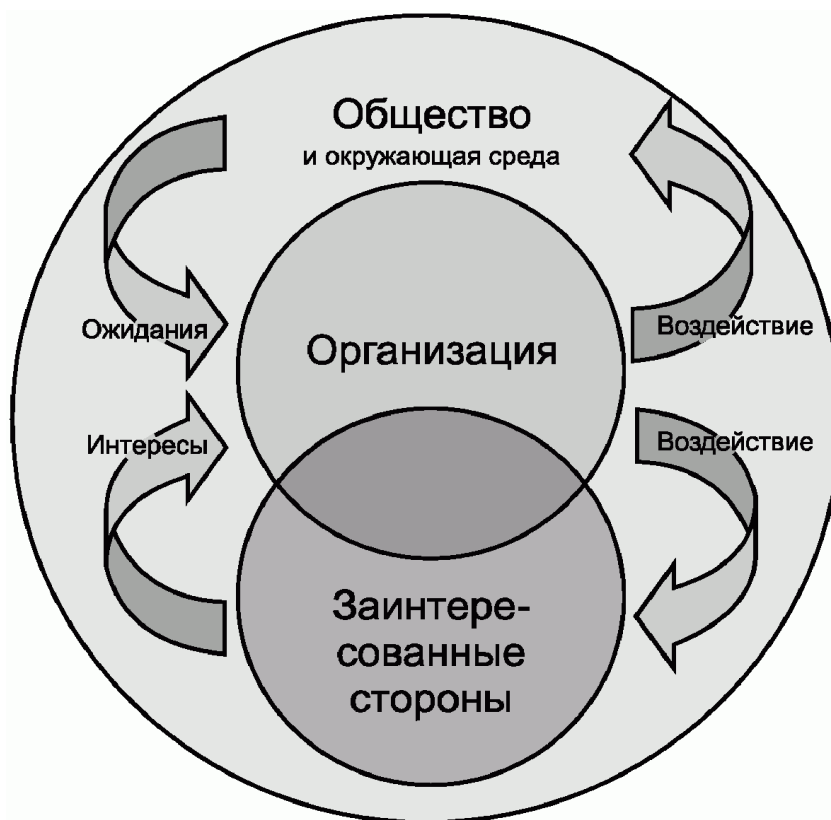 Общество
и окружающая среда
Ожидания
Воздействие
Организация
Интересы
Воздействие
Заинтере-
сованные
стороны